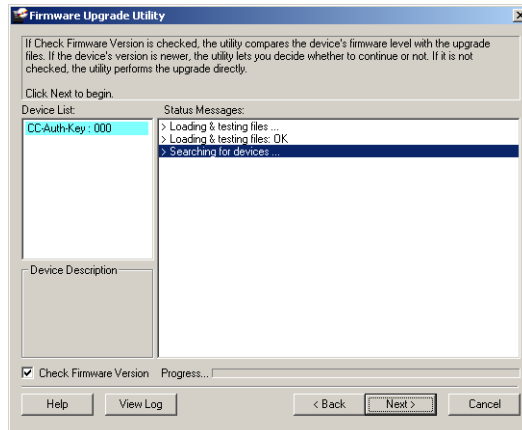 Firmware Upgrade Utility
If Check Firmware Version is checked, the utility compares the device's firmware level with the upgrade
files. If the device's version is newer, the utility lets you decide whether to continue or not. If it is not
checked, the utility performs the upgrade directly.
Click Next to begin.
Device List:
Status Messages:
CC-Auth-Key : 000
> Loading & testing files ...
> Loading & testing files: OK
> Searching for devices ...
Device Description
Check Firmware Version
Progress...
Help
View Log
< Back
Next >
Cancel